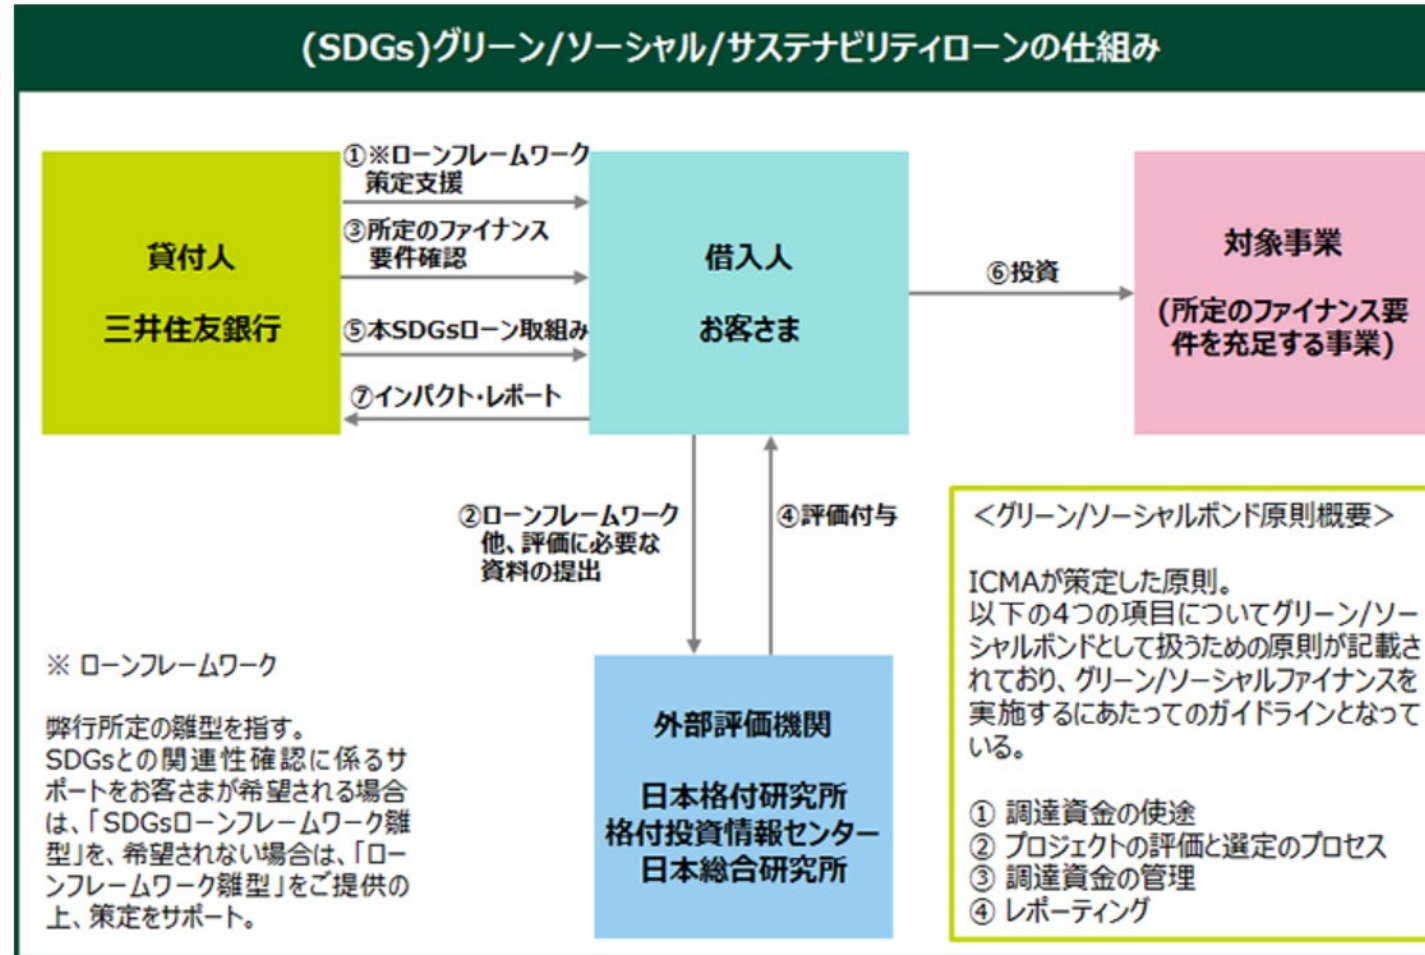 (SDGs)グリーン/ソーシャル/サステナビリティローンの仕組み
貸付人
三井住友銀行
①※ローンフレームワーク
策定支援
③所定のファイナンス
要件確認
⑤本SDGsローン取組み
⑦インパクト・レポート
借入人
お客さま
⑥投資
対象事業
(所定のファイナンス要
件を充足する事業)
②ローンフレームワーク
他、評価に必要な
資料の提出
④評価付与
外部評価機関
日本格付研究所
格付投資情報センター
日本総合研究所
※ ローンフレームワーク
弊行所定の雛型を指す。
SDGsとの関連性確認に係るサ
ポートをお客さまが希望される場合
は、「SDGsローンフレームワーク雛
型」を、希望されない場合は、「ロー
ンフレームワーク雛型」をご提供の
上、策定をサポート。
＜グリーン/ソーシャルボンド原則概要＞
ICMAが策定した原則。
以下の4つの項目についてグリーン/ソー
シャルボンドとして扱うための原則が記載さ
れており、グリーン/ソーシャルファイナンスを
実施するにあたってのガイドラインとなって
いる。
① 調達資金の使途
② プロジェクトの評価と選定のプロセス
③ 調達資金の管理
④ レポーティング